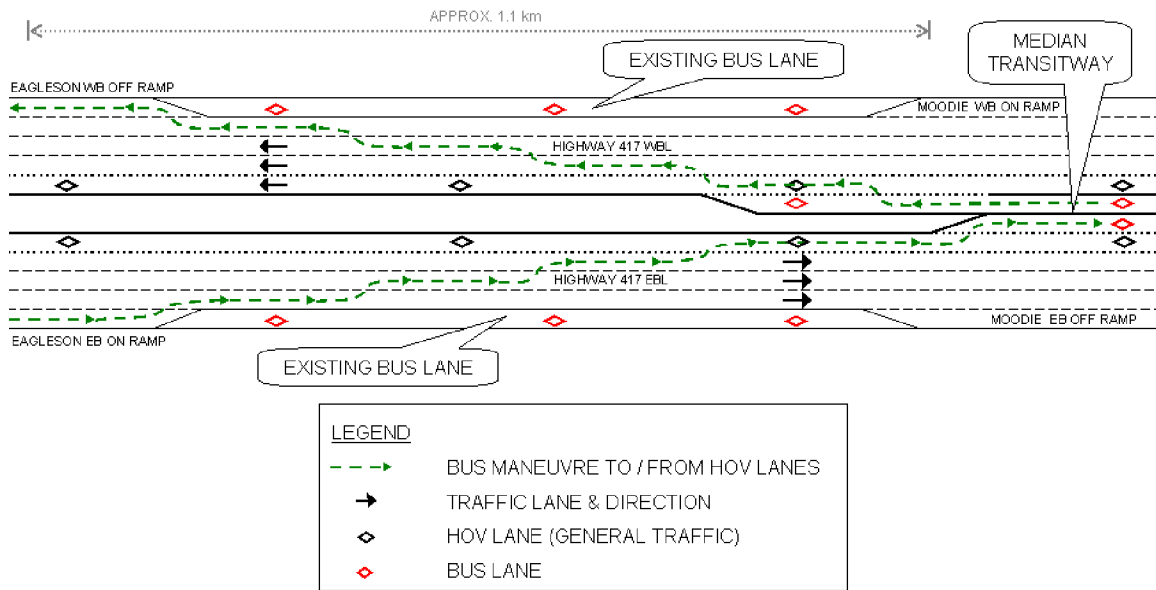 APPROX. 1.1 km
EXISTING BUS LANE
MEDIAN
TRANSITWAY
EAGLESON WB OFF RAMP
MOODIE WB ON RAMP
HIGHWAY 417 WBL
HIGHWAY 417 EBL
EAGLESON EB ON RAMP
MOODIE EB OFF RAMP
EXISTING BUS LANE
LEGEND
BUS MANEUVRE TO / FROM HOV LANES
TRAFFIC LANE & DIRECTION
HOV LANE (GENERAL TRAFFIC)
BUS LANE